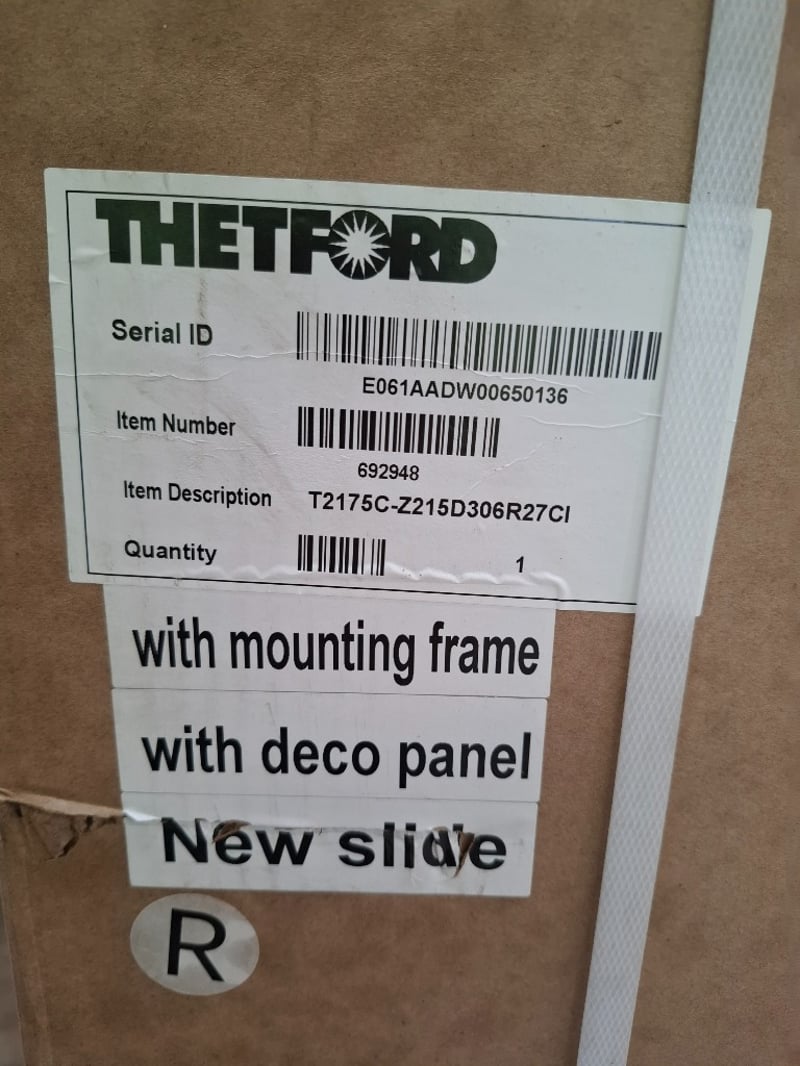 THETFORD
Serial ID
E061AADW00650136
Item Number
692948
Item Description T2175C-Z215D306R27CI
Quantity 1
with mounting frame
with deco panel
New slide
R